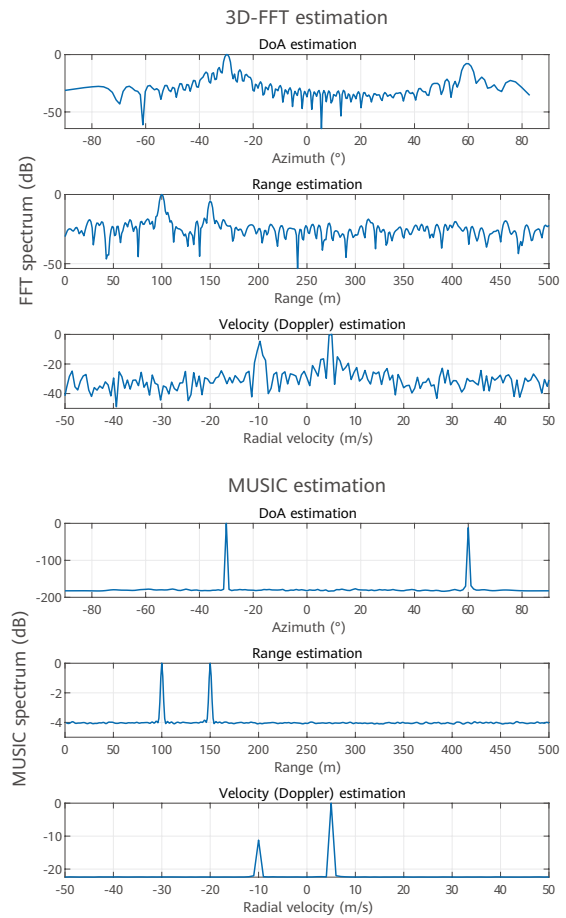 3D-FFT estimation
DoA estimation
0
-50
-80 -60 -40 -20 0 20 40 60 80
Azimuth (°)
Range estimation
0
-50
0 50 100 150 200 250 300 350 400 450 500
Range (m)
Velocity (Doppler) estimation
0
-20
-40
-50 -40 -30 -20 -10 0 10 20 30 40 50
Radial velocity (m/s)
FFT spectrum (dB)
MUSIC estimation
DoA estimation
0
-100
-200
-80 -60 -40 -20 0 20 40 60 80
Azimuth (°)
Range estimation
0
-2
-4
0 50 100 150 200 250 300 350 400 450 500
Range (m)
Velocity (Doppler) estimation
0
-10
-20
-50 -40 -30 -20 -10 0 10 20 30 40 50
Radial velocity (m/s)
MUSIC spectrum (dB)